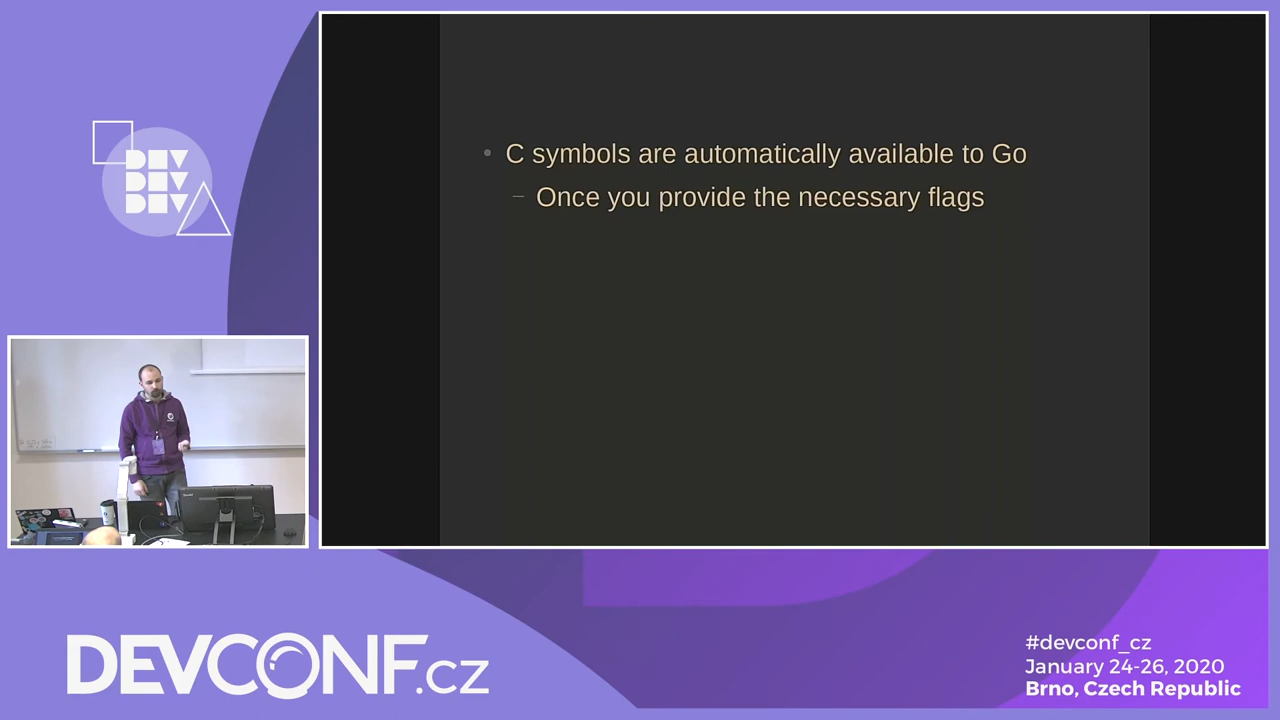 DEV
DEV
DEV
C symbols are automatically available to Go
Once you provide the necessary flags
DEVCONF.cz
#devconf_cz
January 24-26, 2020
Brno, Czech Republic